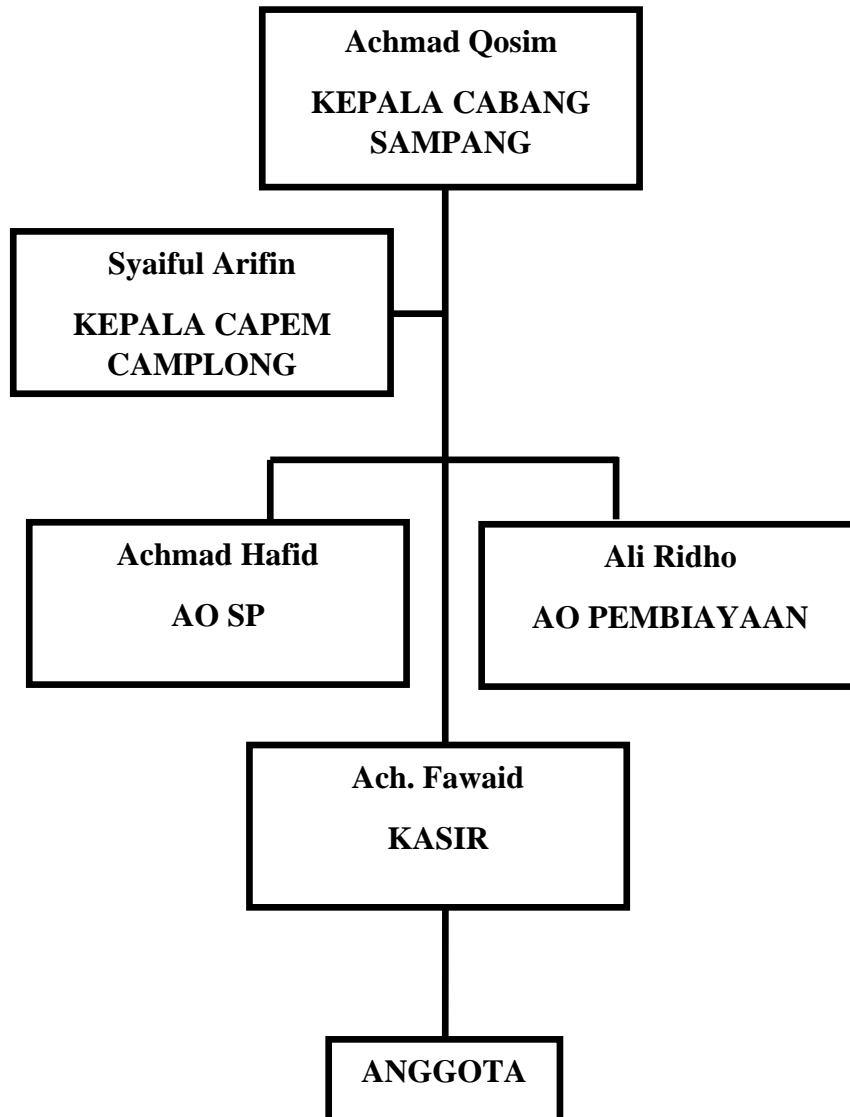 Achmad Qosim
KEPALA CABANG
SAMPANG
Syaiful Arifin
KEPALA CAPEM
CAMPLONG
Achmad Hafid
AO SP
Ali Ridho
AO PEMBIAYAAN
Ach. Fawaid
KASIR
ANGGOTA